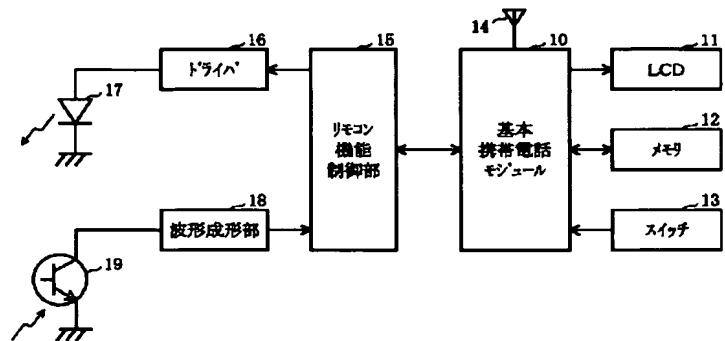 14
16
15
10
11
ドライバ
LCD
17
12
リモコン
機能
制御部
基本
携帯電話
モジュール
メモリ
18
13
波形成形部
スイッチ
19